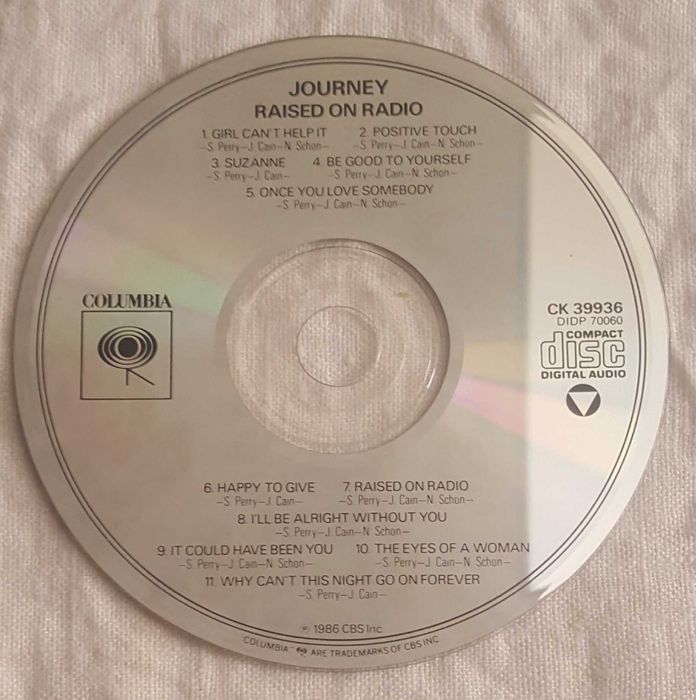 JOURNEY
RAISED ON RADIO
1. GIRL CAN'T HELP IT 2. POSITIVE TOUCH
—S. Perry—J. Cain—N. Schon— —S. Perry—J. Cain—N. Schon—
3. SUZANNE 4. BE GOOD TO YOURSELF
—S. Perry—J. Cain— —S. Perry—J. Cain—N. Schon—
5. ONCE YOU LOVE SOMEBODY
—S. Perry—J. Cain—N. Schon—
COLUMBIA
CK 39936
DIDP 70060
COMPACT
disc
DIGITAL AUDIO
6. HAPPY TO GIVE 7. RAISED ON RADIO
—S. Perry—J. Cain— —S. Perry—J. Cain—N. Schon—
8. I'LL BE ALRIGHT WITHOUT YOU
—S. Perry—J. Cain—N. Schon—
9. IT COULD HAVE BEEN YOU 10. THE EYES OF A WOMAN
—S. Perry—J. Cain—N. Schon— —S. Perry—J. Cain—N. Schon—
11. WHY CAN'T THIS NIGHT GO ON FOREVER
—S. Perry—J. Cain—
℗ 1986 CBS Inc
COLUMBIA ARE TRADEMARKS OF CBS INC